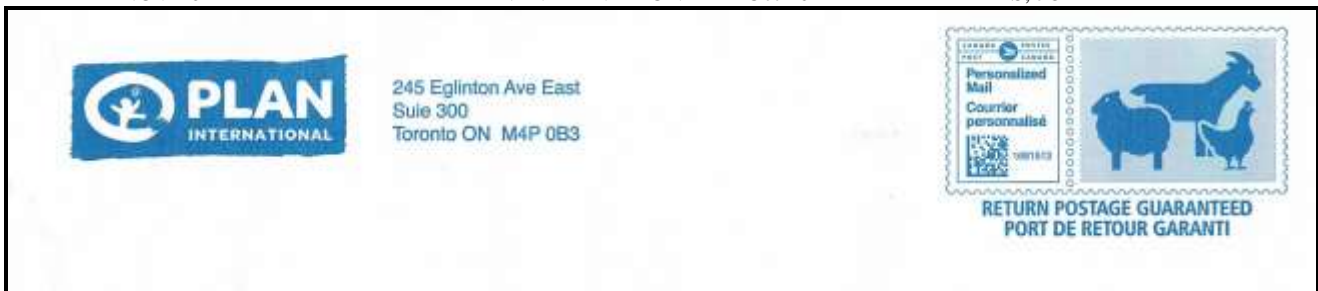 PLAN
INTERNATIONAL
245 Eglinton Ave East
Suie 300
Toronto ON M4P 0B3
CANADA POSTES
POST CANADA
Personalized
Mail
Courrier
personnalisé
RETURN POSTAGE GUARANTEED
PORT DE RETOUR GARANTI